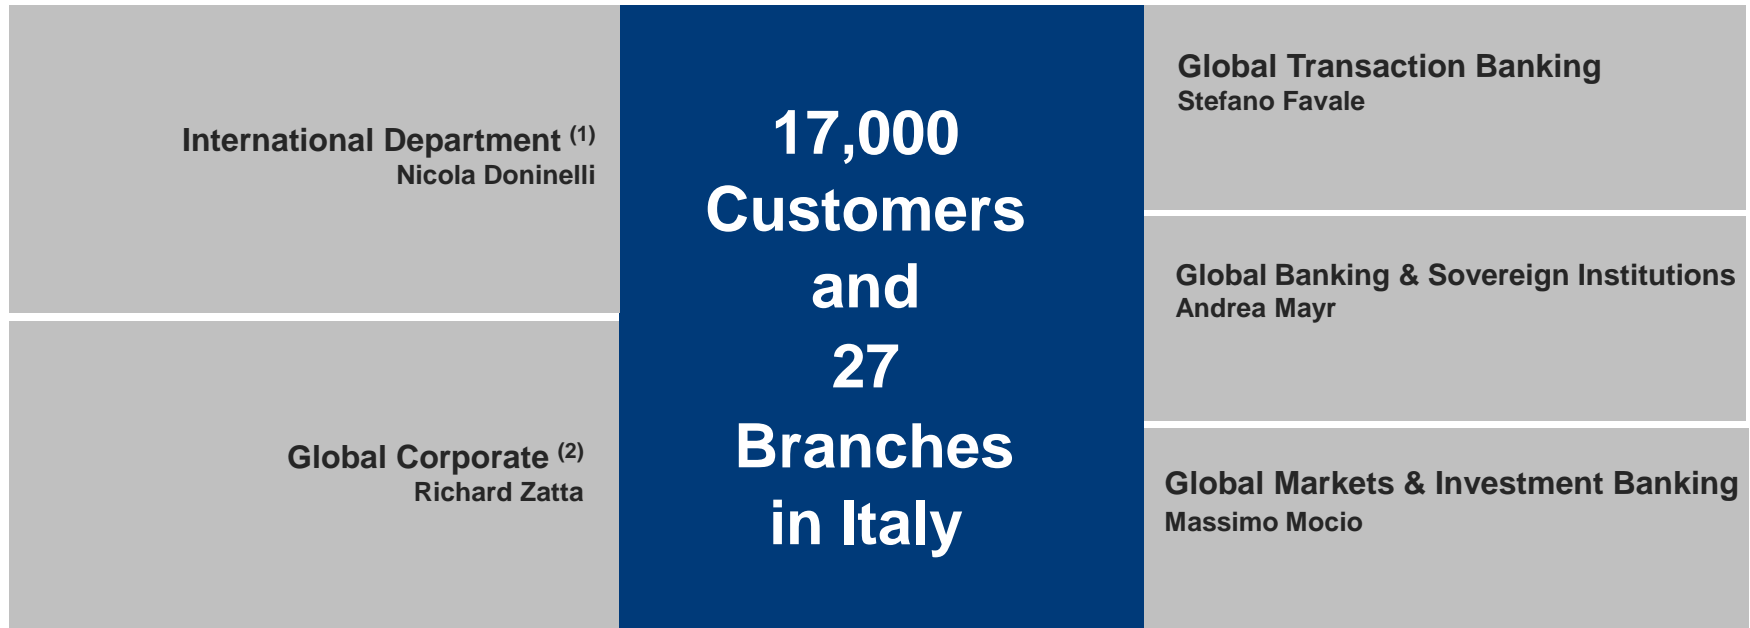 International Department (1)
Nicola Doninelli
Global Corporate (2)
Richard Zatta
17,000
Customers
and
27
Branches
in Italy
Global Transaction Banking
Stefano Favale
Global Banking & Sovereign Institutions
Andrea Mayr
Global Markets & Investment Banking
Massimo Mocio